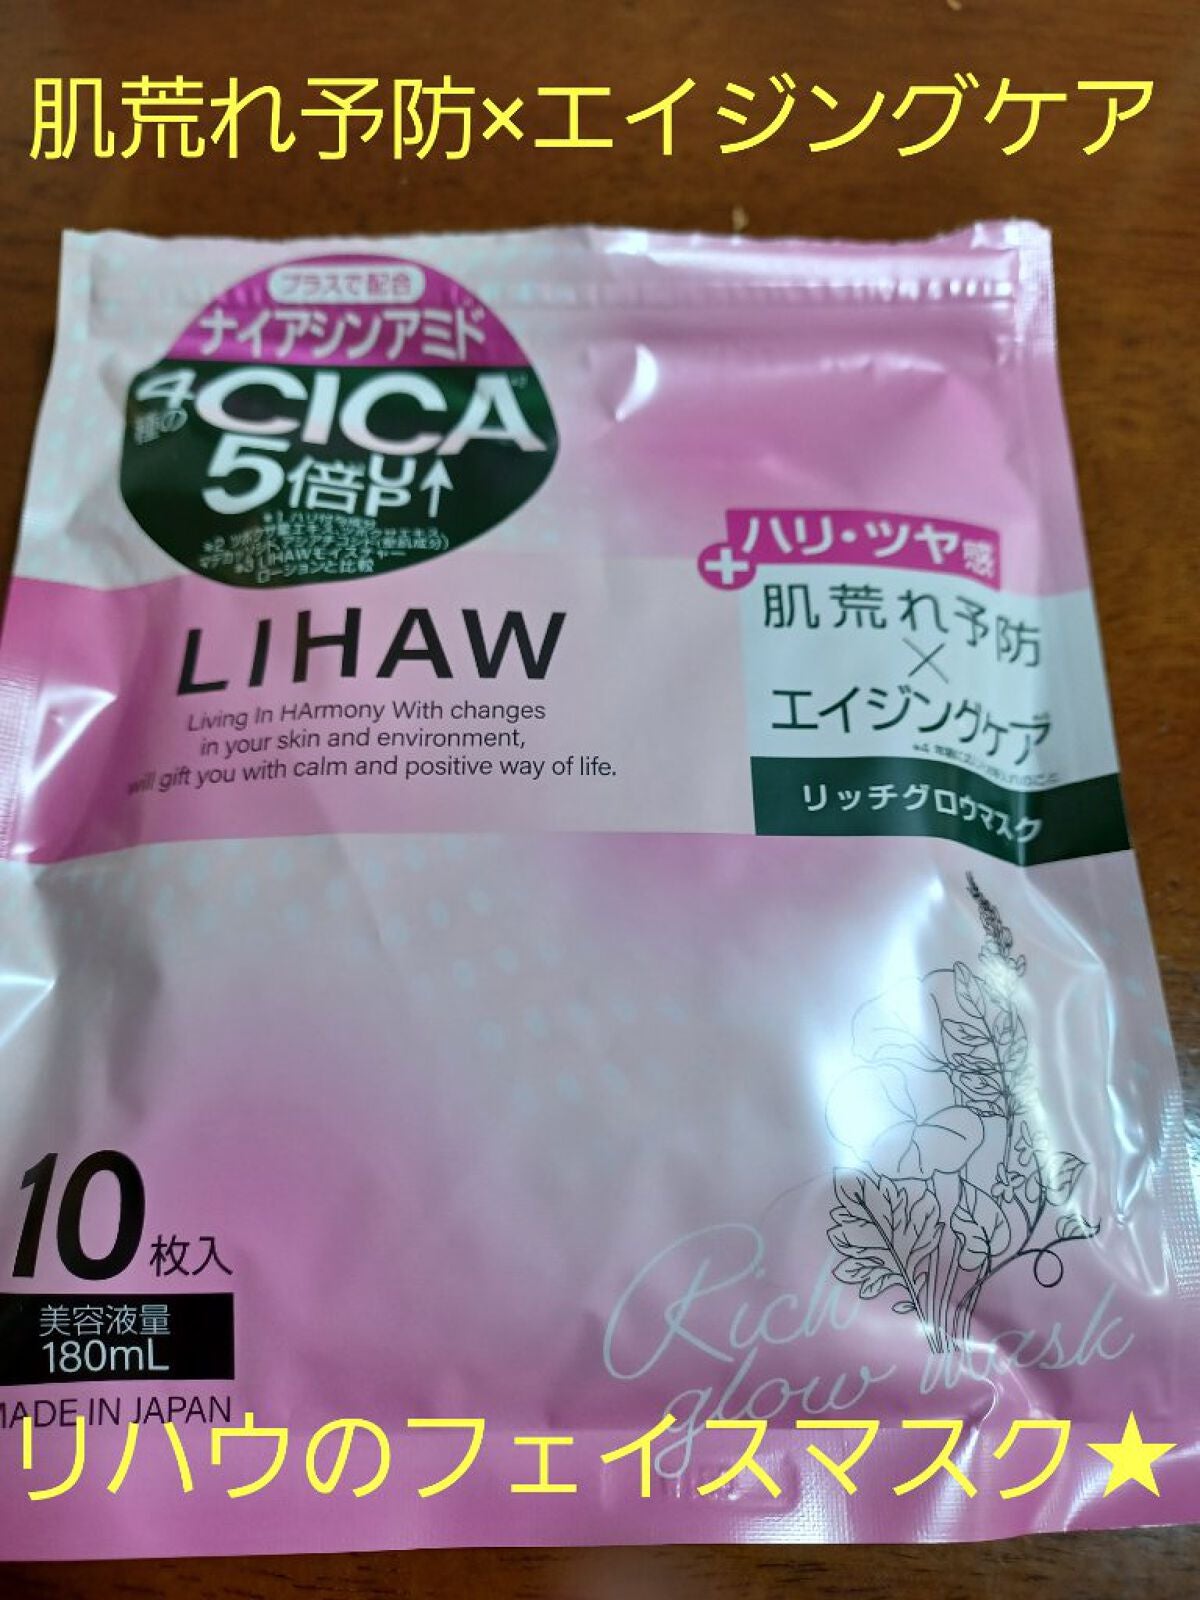 肌荒れ予防×エイジングケア
プラスで配合
ナイアシンアミド
4種の
CICA
5倍UP↑
*3 LIHAWモイスチャー
ローションと比較
LIHAW
Living In HArmony With changes
in your skin and environment,
will gift you with calm and positive way of life.
+ハリ・ツヤ感
肌荒れ予防
×
エイジングケア
リッチグロウマスク
10枚入
美容液量
180mL
MADE IN JAPAN
Rich
glow mask
リハウのフェイスマスク★